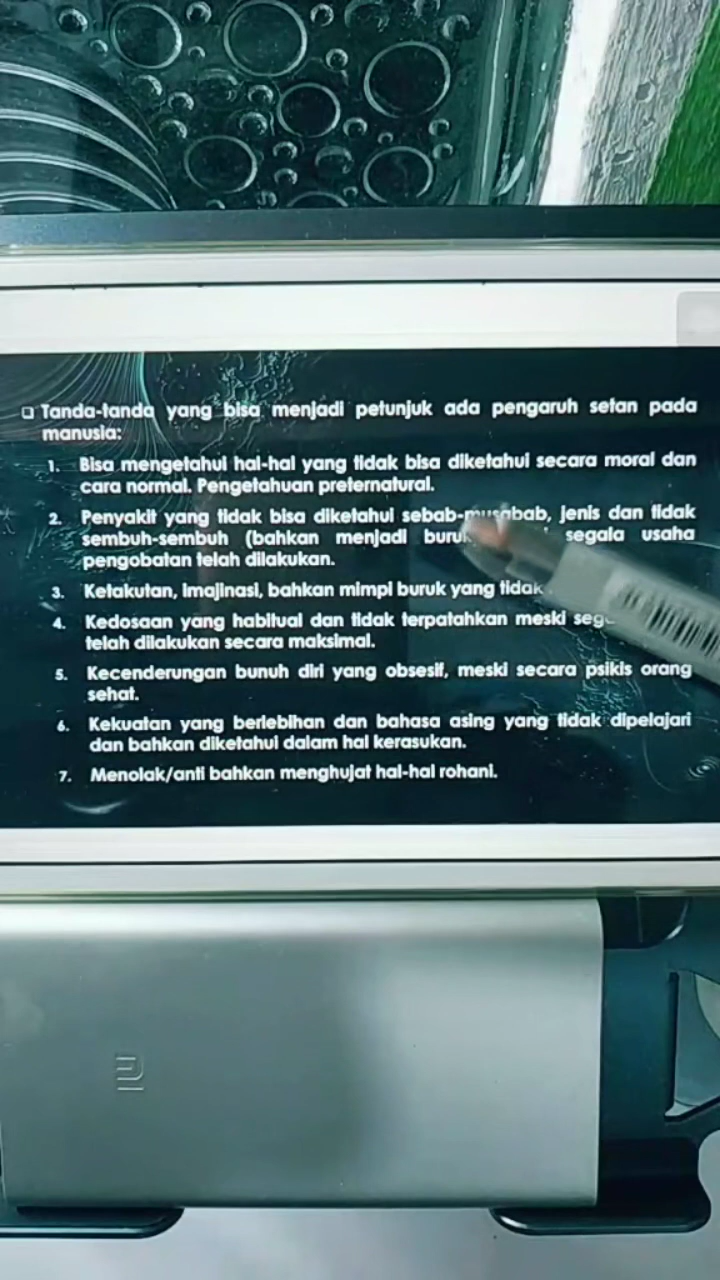 ❑ Tanda-tanda yang bisa menjadi petunjuk ada pengaruh setan pada
manusia:
1. Bisa mengetahui hal-hal yang tidak bisa diketahui secara moral dan
cara normal. Pengetahuan preternatural.
2. Penyakit yang tidak bisa diketahui sebab-musabab, jenis dan tidak
sembuh-sembuh (bahkan menjadi segala usaha
pengobatan telah dilakukan.
3. Ketakutan, imajinasi, bahkan mimpi buruk yang tidak
4. Kedosaan yang habitual dan tidak terpatahkan meski
telah dilakukan secara maksimal.
5. Kecenderungan bunuh diri yang obsesif, meski secara psikis orang
sehat.
6. Kekuatan yang berlebihan dan bahasa asing yang tidak dipelajari
dan bahkan diketahui dalam hal kerasukan.
7. Menolak/anti bahkan menghujat hal-hal rohani.